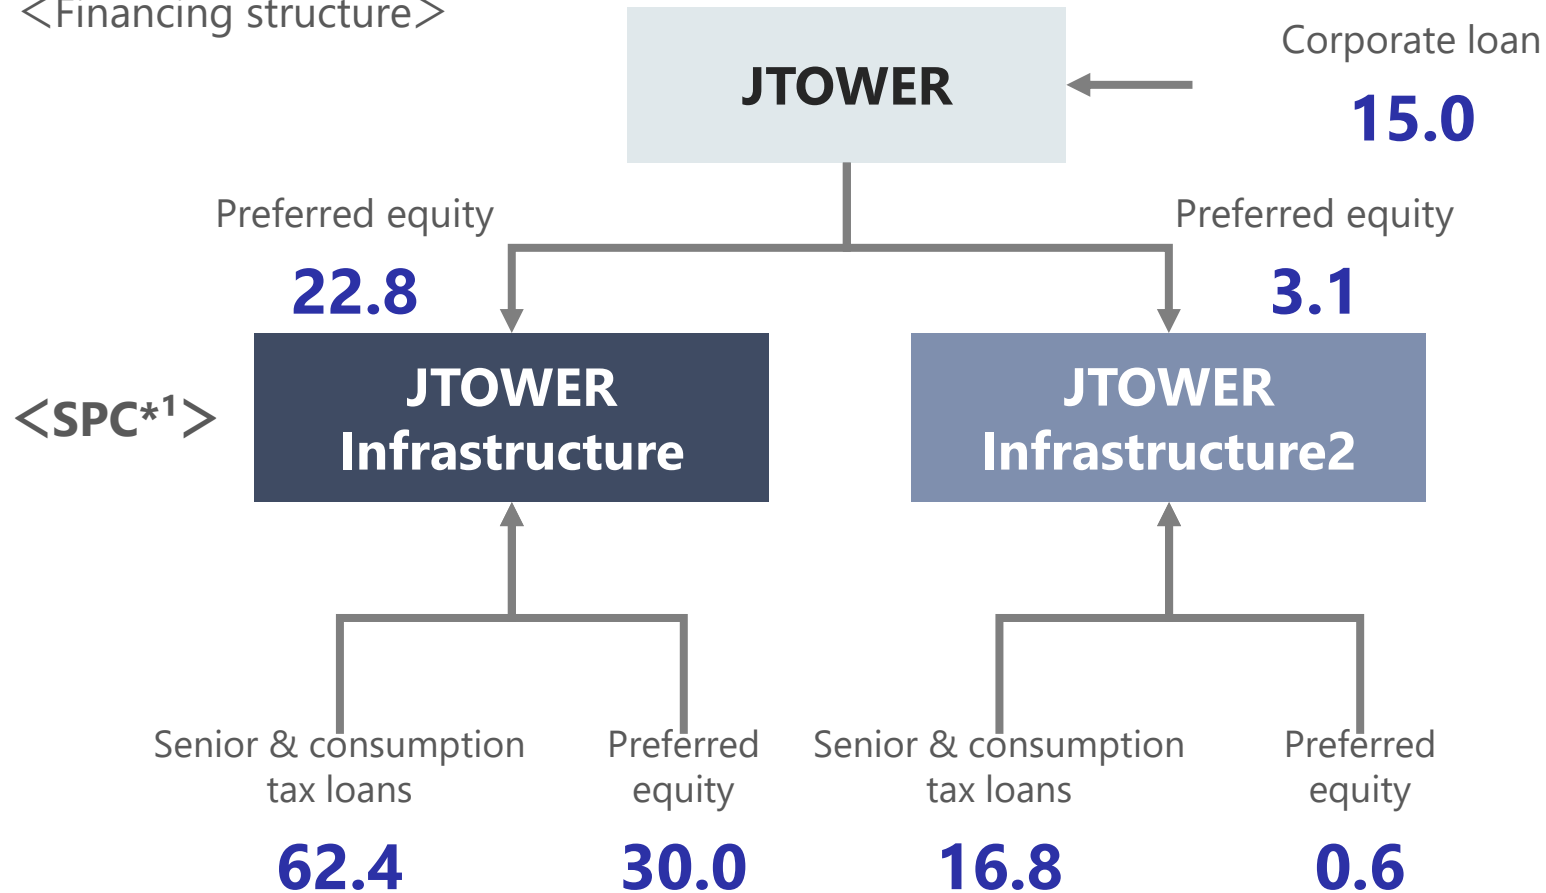 ＜Financing structure＞
JTOWER
Corporate loan
15.0
Preferred equity
22.8
Preferred equity
3.1
＜SPC*¹＞
JTOWER
Infrastructure
JTOWER
Infrastructure2
Senior & consumption
tax loans
62.4
Preferred
equity
30.0
Senior & consumption
tax loans
16.8
Preferred
equity
0.6